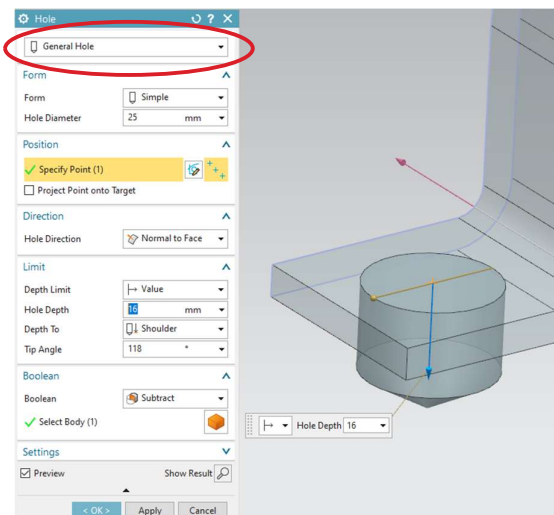 Hole
General Hole
Form
Form Simple
Hole Diameter 25 mm
Position
Specify Point (1)
Project Point onto Target
Direction
Hole Direction Normal to Face
Limit
Depth Limit Value
Hole Depth 16 mm
Depth To Shoulder
Tip Angle 118 °
Boolean
Boolean Subtract
Select Body (1)
Settings
Preview Show Result
< OK > Apply Cancel
Hole Depth 16